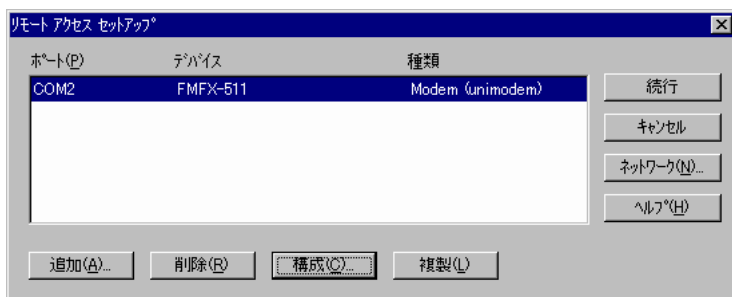 リモート アクセス セットアップ
ポート(P) デバイス 種類
COM2 FMFX-511 Modem (unimodem)
続行
キャンセル
ネットワーク(N)...
ヘルプ(H)
追加(A)... 削除(R) 構成(C)... 複製(L)